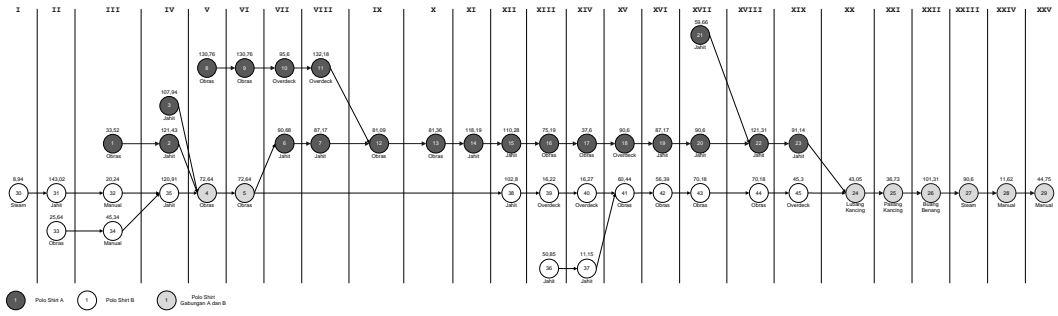 I II III IV V VI VII VIII IX X XI XII XIII XIV XV XVI XVII XVIII XIX XX XXI XXII XXIII XXIV XXV
59,66
21
Jahit
130,76 130,76 95,6 132,18
8 9 10 11
Obras Obras Overdeck Overdeck
107,94
3
Jahit
33,52 121,43 90,68 87,17 81,09 81,36 118,19 110,28 75,19 37,6 90,6 87,17 90,6 121,31 91,14
1 2 6 7 12 13 14 15 16 17 18 19 20 22 23
Obras Jahit Jahit Jahit Obras Obras Jahit Jahit Obras Obras Overdeck Jahit Jahit Jahit Jahit
8,94 143,02 20,24 120,91 72,64 72,64 102,8 16,22 16,27 60,44 56,39 70,18 70,18 45,3 43,05 36,73 101,31 90,6 11,62 44,75
30 31 32 35 4 5 38 39 40 41 42 43 44 45 24 25 26 27 28 29
Steam Jahit Manual Jahit Obras Obras Jahit Overdeck Overdeck Obras Obras Obras Obras Overdeck Lubang Pasang Buang Steam Manual Manual
Kancing Kancing Benang
25,64 45,34
33 34
Obras Manual
50,85 11,15
36 37
Jahit Jahit
1 Polo Shirt A 1 Polo Shirt B 1 Polo Shirt
Gabungan A dan B